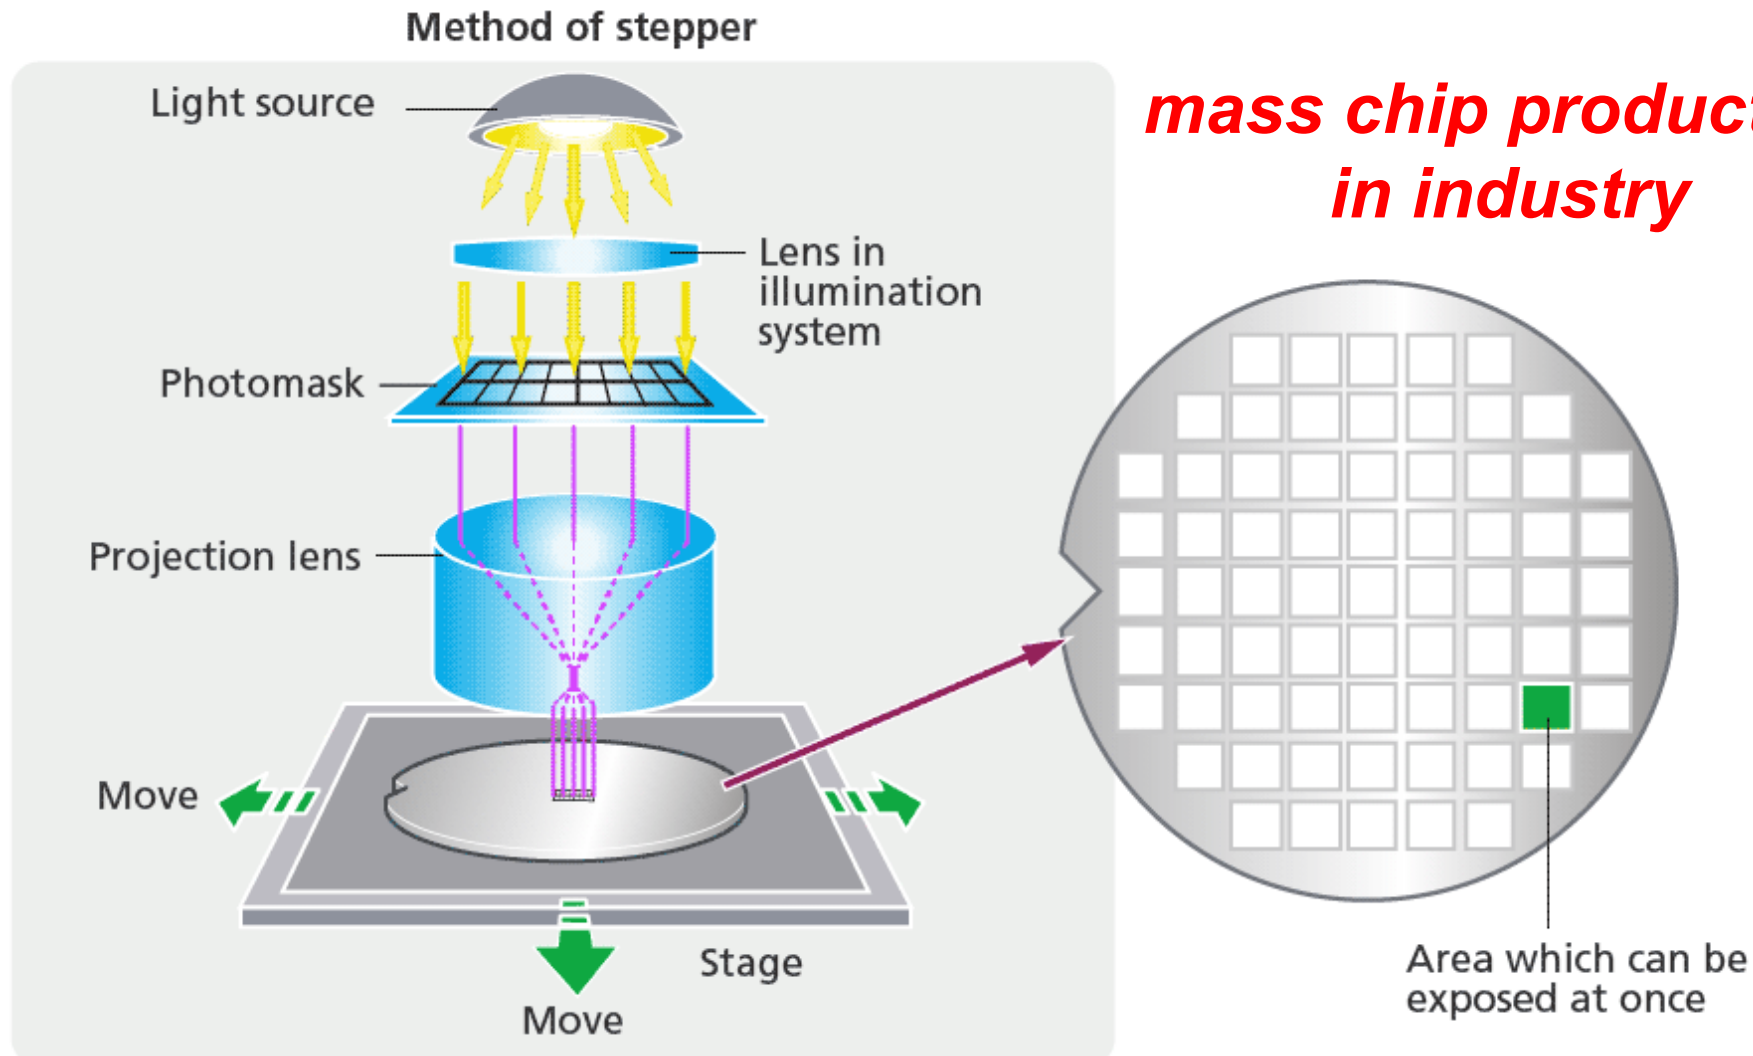 Method of stepper
Light source
mass chip product
in industry
Lens in
illumination
system
Photomask
Projection lens
Move
Stage
Move
Area which can be
exposed at once